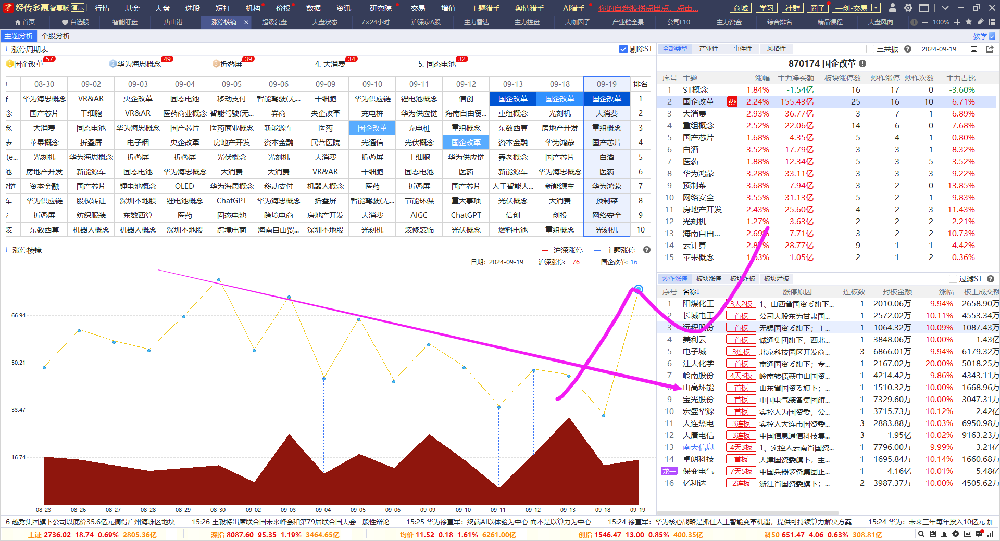 经传多赢 智尊版 演示 行情 基金 大盘 选股 短打 机构 价投 数据 资讯 研究院 交易 增值 主题猎手 舆情猎手 AI猎手 你的自选股拐点出点，点击... 商城 学习 社群 圈子 一创-交易
首页 自选股 智能盯盘 唐山港 涨停棱镜 × 超级复盘 大盘状态 7×24小时 沪深京A股 主力雷达 主力控盘 大咖圈子 产业链全景 公司F10 主力资金 综合排名 精品课程 大盘风向 100%
主题分析 个股分析 教学
涨停周期表 剔除ST
1 国企改革 57 2 华为海思概念 49 3 折叠屏 39 4. 大消费 34 5. 固态电池 32
08-30 09-02 09-03 09-04 09-05 09-06 09-09 09-10 09-11 09-12 09-13 09-18 09-19 排名
华为海思概念 VR&AR 央企改革 固态电池 移动支付 智能驾驶(无... 干细胞 华为供应链 锂电池概念 信创 国企改革 国企改革 国企改革 1
念 国产芯片 干细胞 VR&AR 医药商业概念 智能驾驶(无... 券商 央企改革 充电桩 华为供应链 海南自由贸... 重组概念 光刻机 大消费 2
念 大消费 固态电池 华为海思概念 国产芯片 医药商业概念 新能源车 医药 国企改革 充电桩 重组概念 东数西算 房地产开发 重组概念 3
表 苹果概念 折叠屏 电子烟 央企改革 房地产开发 资本金融 民营医院 光通信 光伏概念 国企改革 资本金融 华为鸿蒙 国产芯片 4
(e... 光刻机 华为海思概念 折叠屏 折叠屏 光伏概念 光刻机 大消费 折叠屏 干细胞 华为供应链 养老概念 国产芯片 白酒 5
池 房地产开发 新能源车 固态电池 华为海思概念 大消费 大消费 VR&AR 干细胞 固态电池 医药 新能源车 华为海思概念 医药 6
链 资本金融 国产芯片 锂电池概念 OLED 华为海思概念 移动支付 机器人概念 医药 折叠屏 国产芯片 人工智能大... 新能源车 华为鸿蒙 7
车 华为供应链 股权转让 深圳本地股 锂电池概念 ChatGPT 华为海思概念 折叠屏 智能驾驶(无... 节能环保 重大事项 光伏概念 大消费 预制菜 8
折叠屏 纺织服装 东数西算 医药 固态电池 跨境电商 房地产开发 大消费 AIGC ChatGPT 信创 创投 网络安全 9
装 东数西算 机器人概念 机器人概念 深圳本地股 跨境电商 海南自由贸... 深圳本地股 光刻机 装修装饰 光伏概念 燃料电池 重组概念 光刻机 10
涨停棱镜 沪深涨停 主题涨停
日期: 2024-09-19 沪深涨停: 76 国企改革: 16
66.94
50.21
33.47
16.74
08-23 08-26 08-27 08-28 08-29 08-30 09-02 09-03 09-04 09-05 09-06 09-09 09-10 09-11 09-12 09-13 09-18 09-19
全部类型 产业性 事件性 风格性 三共振 2024-09-19
870174 国企改革
序号 主题 涨幅 主力净买额 板块涨停数 炒作涨停 炒作次数 主力占比
1 ST概念 1.84% -1.54亿 16 17 0 -3.60%
2 国企改革 热 2.24% 155.43亿 25 16 10 6.71%
3 大消费 2.93% 36.77亿 3 7 1 6.89%
4 重组概念 2.52% 22.06亿 14 6 0 7.68%
5 国产芯片 1.68% 4.35亿 5 4 1 0.80%
6 白酒 3.52% 17.79亿 3 3 1 8.32%
7 医药 1.88% 12.34亿 5 3 5 3.52%
8 华为鸿蒙 3.28% 33.11亿 3 3 3 9.22%
9 预制菜 3.68% 7.94亿 3 2 0 13.85%
10 网络安全 3.55% 31.13亿 5 2 1 9.83%
11 房地产开发 2.43% 25.60亿 4 2 3 11.43%
12 光刻机 1.27% 3.63亿 2 2 2 2.21%
13 海南自由... 2.69% 7.71亿 3 2 2 10.73%
14 云计算 28.77亿 9 1 1 4.42%
15 苹果概念 1.05亿 2 1 2 0.36%
炒作涨停 板块涨停 板块炸板 板块烂板 过滤ST
序号 名称↓ 涨停原因 连板数 封板金额 涨幅 板上成交额
1 阳煤化工 3天2板 1、山西省国资委旗下... 1 2010.06万 9.94% 2658.90万
2 长城电工 首板 公司大股东为甘肃国... 1 2572.02万 10.11% 4553.34万
3 远程股份 首板 无锡国资委旗下；主... 1 1064.32万 10.09% 1087.43万
4 美利云 首板 诚通集团旗下，西北... 1 3848.06万 10.00% 1.43亿
5 电子城 3连板 北京科技园区开发商... 3 6866.01万 9.94% 6179.32万
6 江天化学 首板 南通国资委旗下；专... 1 2167.02万 20.00% 5018.25万
7 岭南股份 4天3板 岭南转债获中山国资... 1 4214.42万 9.86% 4343.11万
8 山高环能 首板 山东省国资委旗下；... 1 1510.32万 10.00% 1668.96万
9 宝光股份 首板 中国电气装备集团旗... 1 7329.60万 10.00% 3047.31万
10 宏盛华源 首板 实控人为国资委，公... 1 3715.73万 10.12% 2.42亿
11 大连热电 3连板 实控人大连市国资委... 3 2883.88万 10.03% 6950.98万
12 大唐电信 3连板 中国信息通信科技集... 3 1.95亿 10.02% 9163.23万
13 南天信息 4天3板 1、实控人云南省国资... 1 7796.00万 9.99% 3.21亿
14 卓朗科技 首板 天津国资委旗下，主... 1 1695.84万 10.14% 1660.68万
龙一 保变电气 7天5板 中国兵器装备集团正... 1 4.16亿 10.01% 5.48亿
16 亿利达 2连板 浙江省国资委旗下；... 2 3987.37万 10.00% 4505.62万
6 越秀集团旗下公司以底价35.6亿元摘得广州海珠区地块 15:26 王毅将出席联合国未来峰会和第79届联合国大会一般性辩论 15:25 华为徐直军：终端AI以体验为中心 而不是以算力为中心 15:24 徐直军：华为核心战略是抓住人工智能变革机遇，提供可持续算力解决方案 15:24 华为：未来三年每年投入10亿元 加
上证 2736.02 18.74 0.69% 2805.36亿 深指 8087.60 95.35 1.19% 3464.65亿 均价 11.52 0.18 1.61% 6261.00亿 创指 1546.47 13.00 0.85% 400.35亿 科50 651.47 4.06 0.63% 308.81亿